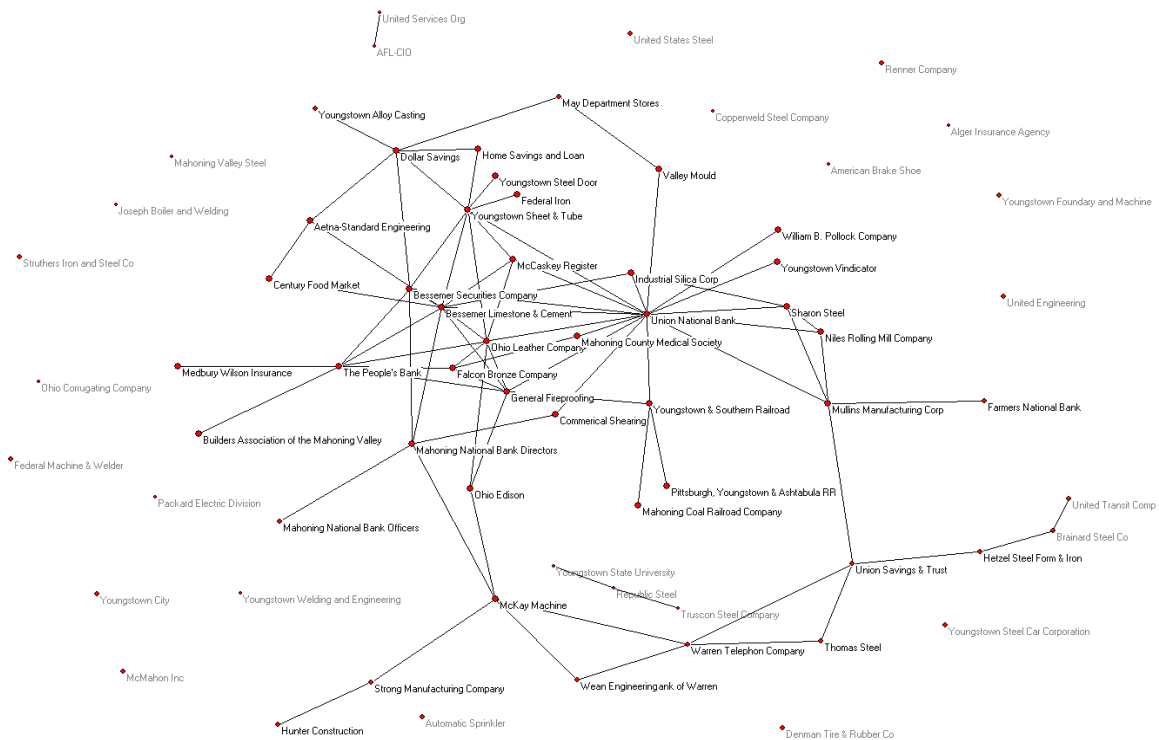 United Services Org
United States Steel
AFL-CIO
Renner Company
May Department Stores
Youngstown Alloy Casting
Copperweld Steel Company
Alger Insurance Agency
Dollar Savings
Home Savings and Loan
Mahoning Valley Steel
Valley Mould
American Brake Shoe
Youngstown Steel Door
Federal Iron
Youngstown Foundary and Machine
Joseph Boiler and Welding
Youngstown Sheet & Tube
Aetna-Standard Engineering
William B. Pollock Company
Struthers Iron and Steel Co
McCaskey Register
Youngstown Vindicator
Century Food Market
Industrial Silica Corp
Bessemer Securities Company
United Engineering
Bessemer Limestone & Cement
Union National Bank
Sharon Steel
Niles Rolling Mill Company
Ohio Leather Company
Mahoning County Medical Society
Medbury Wilson Insurance
The People's Bank
Falcon Bronze Company
Ohio Corrugating Company
General Fireproofing
Youngstown & Southern Railroad
Mullins Manufacturing Corp
Farmers National Bank
Commerical Shearing
Builders Association of the Mahoning Valley
Mahoning National Bank Directors
Federal Machine & Welder
Ohio Edison
Pittsburgh, Youngstown & Ashtabula RR
Packard Electric Division
Mahoning Coal Railroad Company
United Transit Comp
Mahoning National Bank Officers
Brainard Steel Co
Hetzel Steel Form & Iron
Union Savings & Trust
Youngstown State University
Republic Steel
Youngstown City
Youngstown Welding and Engineering
McKay Machine
Truscon Steel Company
Youngstown Steel Car Corporation
Warren Telephon Company
Thomas Steel
McMahon Inc
Strong Manufacturing Company
Wean Engineeringank of Warren
Automatic Sprinkler
Hunter Construction
Denman Tire & Rubber Co